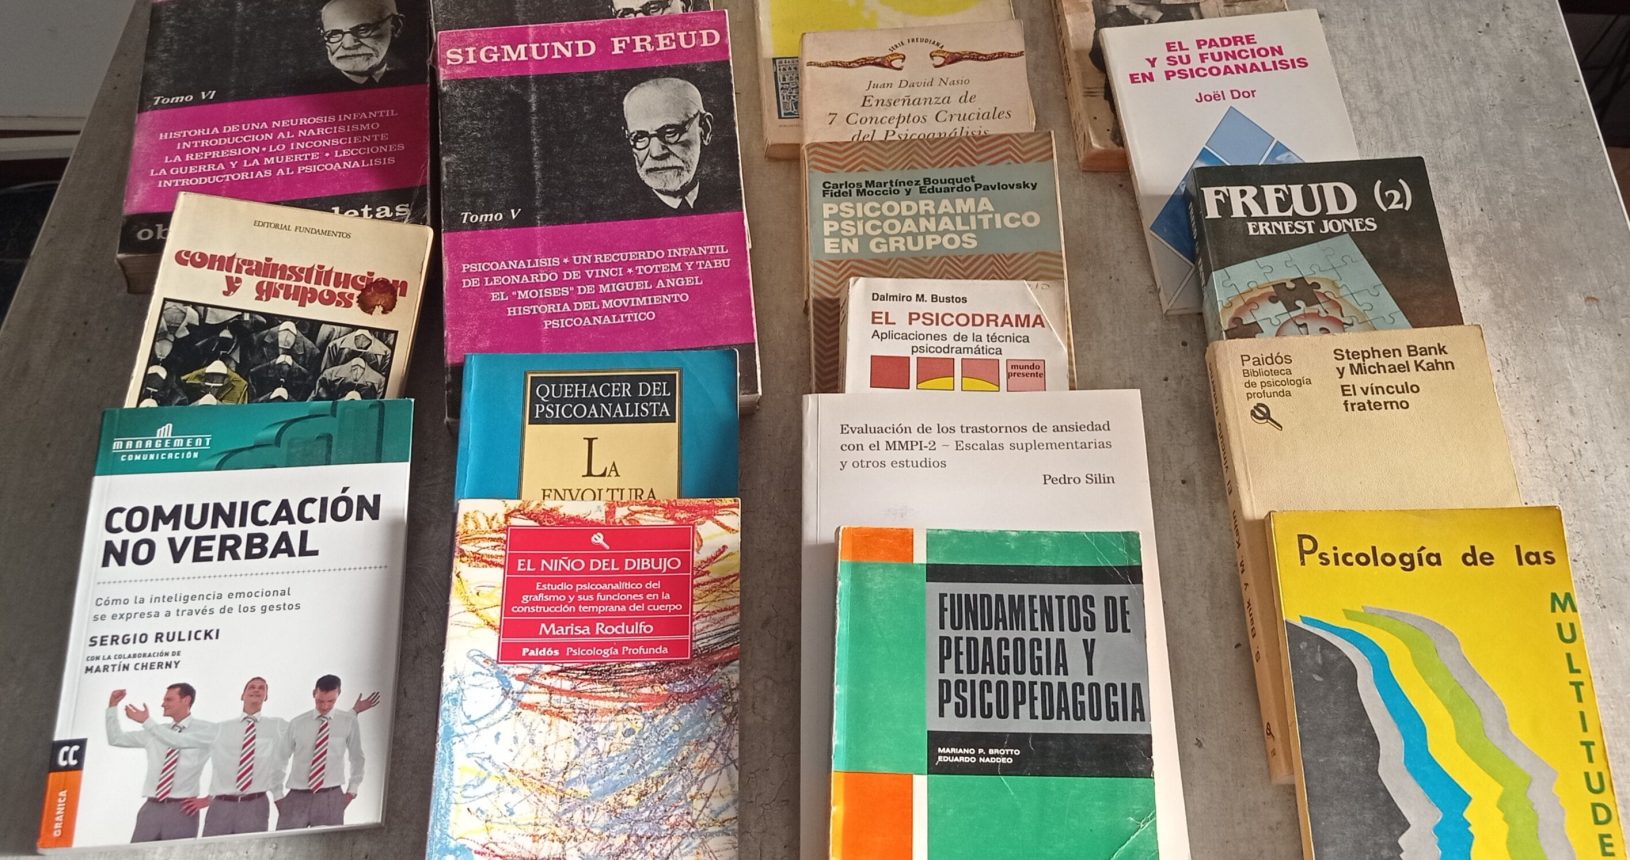 Tomo VI
HISTORIA DE UNA NEUROSIS INFANTIL
INTRODUCCION AL NARCISISMO
LA REPRESION • LO INCONSCIENTE
LA GUERRA Y LA MUERTE • LECCIONES
INTRODUCTORIAS AL PSICOANALISIS
ob
letas
EDITORIAL FUNDAMENTOS
contrainstitucion
y grupos
MANAGEMENT
COMUNICACIÓN
COMUNICACIÓN
NO VERBAL
Cómo la inteligencia emocional
se expresa a través de los gestos
SERGIO RULICKI
CON LA COLABORACIÓN DE
MARTÍN CHERNY
CC
GRANICA
SIGMUND FREUD
Tomo V
PSICOANALISIS * UN RECUERDO INFANTIL
DE LEONARDO DE VINCI * TOTEM Y TABU
EL "MOISES" DE MIGUEL ANGEL
HISTORIA DEL MOVIMIENTO
PSICOANALITICO
QUEHACER DEL
PSICOANALISTA
LA
ENVOLTURA
EL NIÑO DEL DIBUJO
Estudio psicoanalítico del
grafismo y sus funciones en la
construcción temprana del cuerpo
Marisa Rodulfo
Paidós Psicología Profunda
SERIE FREUDIANA
Juan David Nasio
Enseñanza de
7 Conceptos Cruciales
del Psicoanálisis
Carlos Martínez Bouquet
Fidel Moccio y Eduardo Pavlovsky
PSICODRAMA
PSICOANALITICO
EN GRUPOS
Dalmiro M. Bustos
EL PSICODRAMA
Aplicaciones de la técnica
psicodramática
mundo
presente
Evaluación de los trastornos de ansiedad
con el MMPI-2 – Escalas suplementarias
y otros estudios
Pedro Silin
FUNDAMENTOS DE
PEDAGOGIA Y
PSICOPEDAGOGIA
MARIANO P. BROTTO
EDUARDO NADDEO
EL PADRE
Y SU FUNCION
EN PSICOANALISIS
Joël Dor
FREUD (2)
ERNEST JONES
Paidós
Biblioteca
de psicología
profunda
Stephen Bank
y Michael Kahn
El vínculo
fraterno
Psicología de las
MULTITUDE